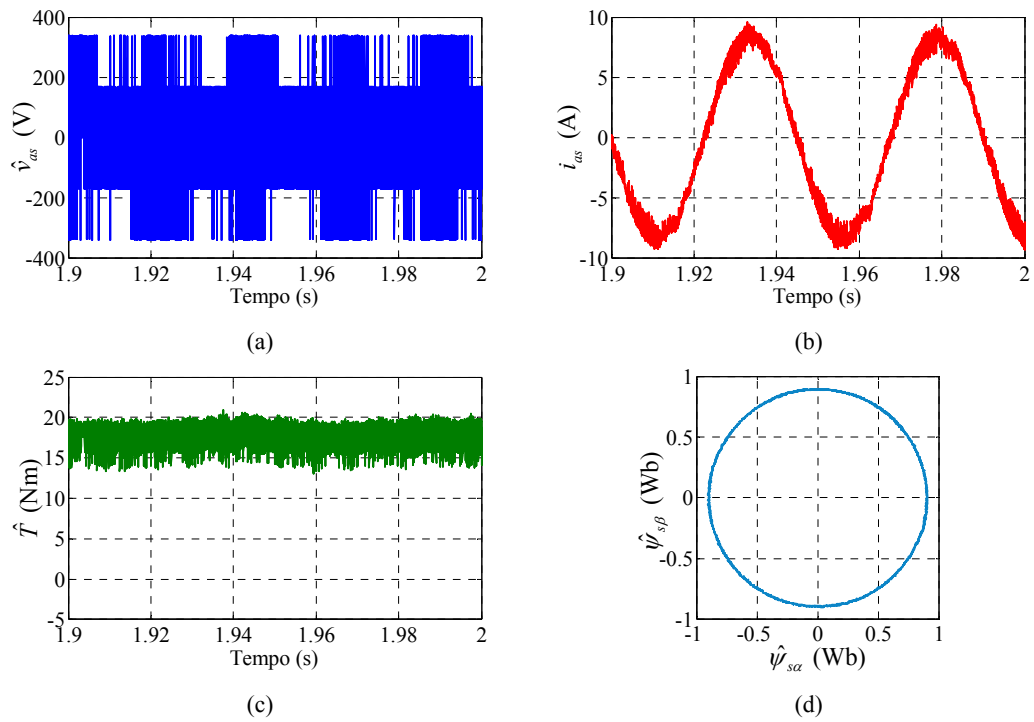 400
200
0
-200
-400
v̂as (V)
1.9 1.92 1.94 1.96 1.98 2
Tempo (s)
(a)
10
5
0
-5
-10
ias (A)
1.9 1.92 1.94 1.96 1.98 2
Tempo (s)
(b)
25
20
15
10
5
0
-5
T̂ (Nm)
1.9 1.92 1.94 1.96 1.98 2
Tempo (s)
(c)
1
0.5
0
-0.5
-1
ψ̂sβ (Wb)
-1 -0.5 0 0.5 1
ψ̂sα (Wb)
(d)